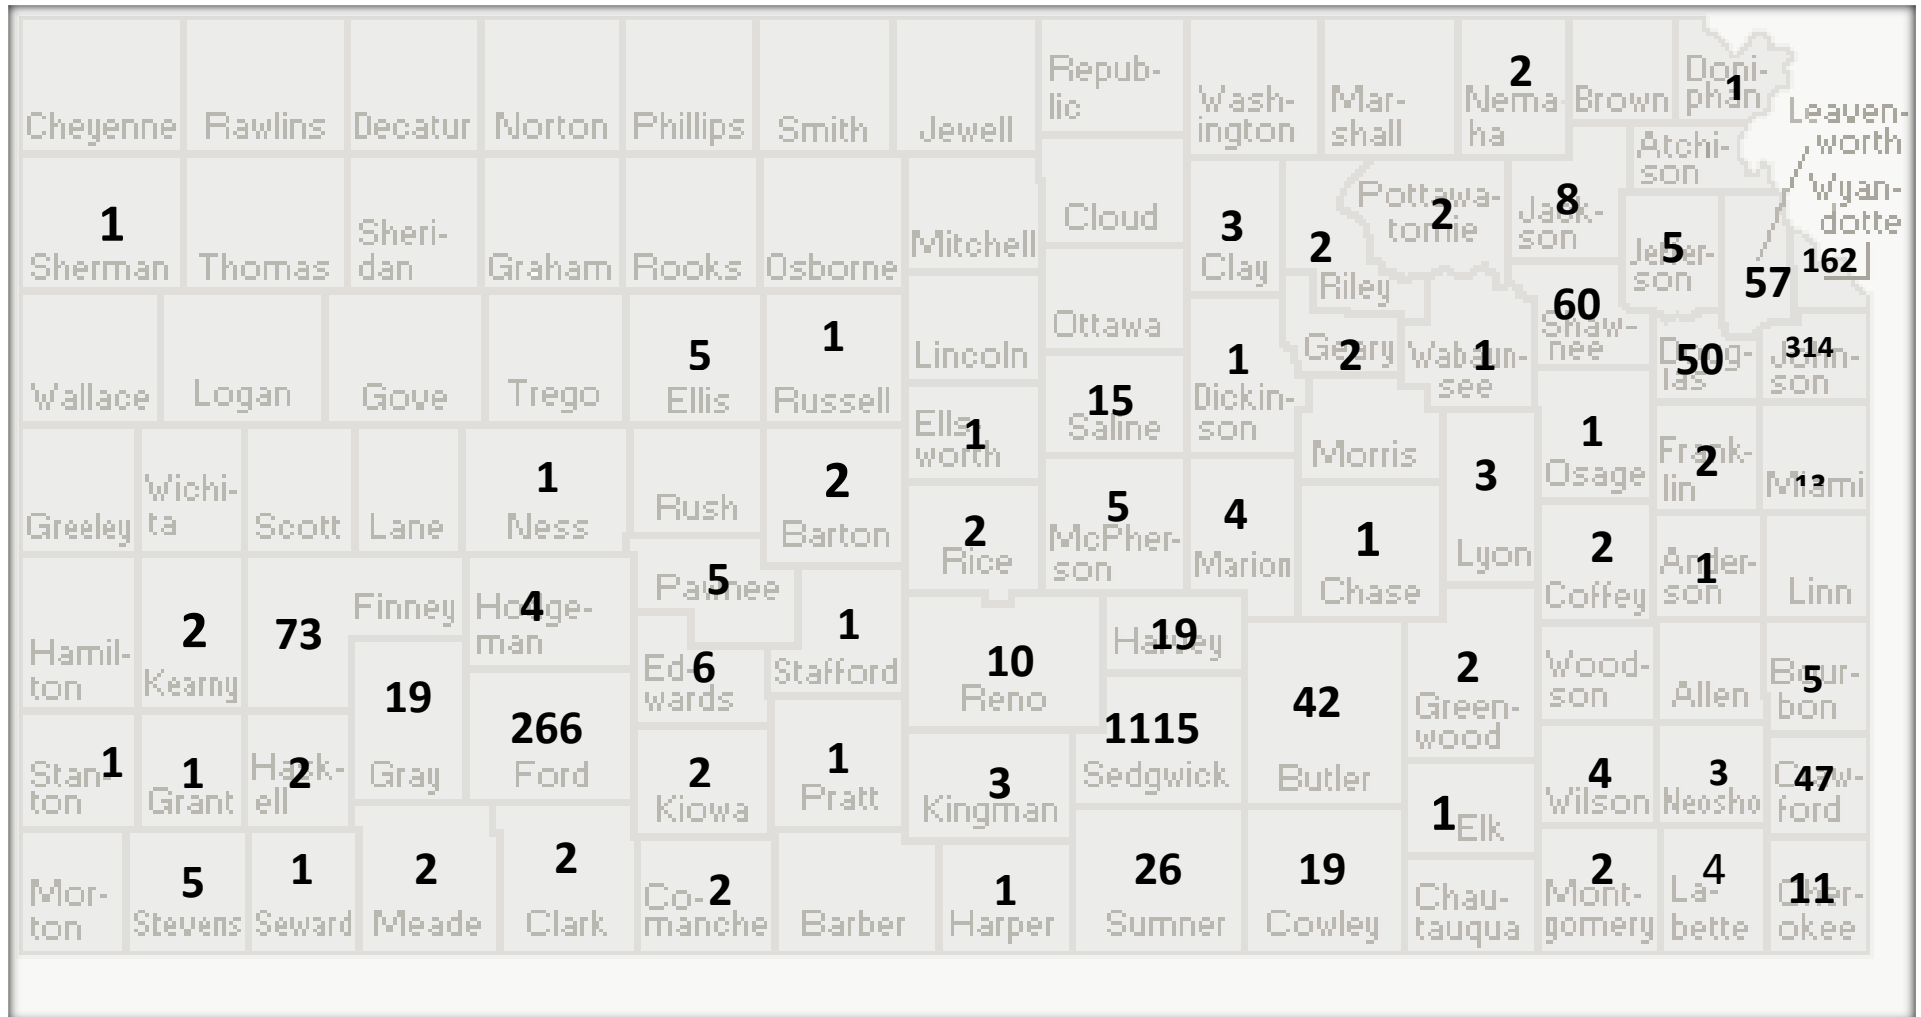 Cheyenne Rawlins Decatur Norton Phillips Smith Jewell
Repub-
lic
Wash-
ington
Mar-
shall
2
Nema
ha
Brown
Doni-
phan
1
Leaven-
worth
Wyan-
dotte
162
1
Sherman
Thomas
Sheri-
dan
Graham Rooks Osborne
Mitchell
Cloud
3
Clay
2
Riley
Pottawa-
tomie
2
8
Jack-
son
Atchi-
son
5
Jeffer-
son
57
Wallace Logan Gove Trego
5
Ellis
1
Russell
Lincoln
Ottawa
15
Saline
1
Dickin-
son
Geary
2
Wabaun-
see
1
60
Shaw-
nee
50
Doug-
las
314
John-
son
Greeley
Wichi-
ta
Scott Lane
1
Ness
Rush
2
Barton
Ells-
worth
1
2
Rice
5
McPher-
son
4
Marion
Morris
1
Chase
3
Lyon
1
Osage
Frank-
lin
2
13
Miami
2
Coffey
Ander-
son
1
Linn
Hamil-
ton
2
Kearny
73
Finney
Hodge-
man
4
Pawnee
5
Ed-
wards
6
1
Stafford
10
Reno
Harvey
19
19
Gray
266
Ford
2
Kiowa
1
Pratt
3
Kingman
1115
Sedgwick
42
Butler
2
Green-
wood
Wood-
son
Allen
Bour-
bon
5
Stan-
ton
1
1
Grant
Hask-
ell
2
1
Elk
4
Wilson
3
Neosho
47
Craw-
ford
Mor-
ton
5
Stevens
1
Seward
2
Meade
2
Clark
Co-
manche
2
Barber
1
Harper
26
Sumner
19
Cowley
Chau-
tauqua
2
Mont-
gomery
4
La-
bette
11
Cher-
okee